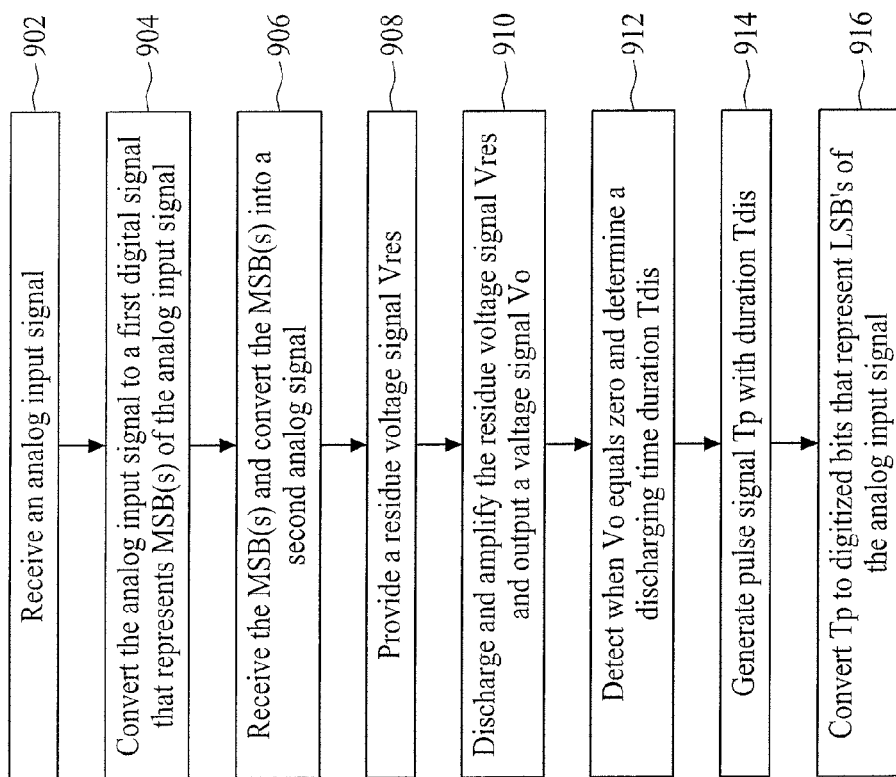 Receive an analog input signal
902
Convert the analog input signal to a first digital signal
that represents MSB(s) of the analog input signal
904
Receive the MSB(s) and convert the MSB(s) into a
second analog signal
906
Provide a residue voltage signal Vres
908
Discharge and amplify the residue voltage signal Vres
and output a valtage signal Vo
910
Detect when Vo equals zero and determine a
discharging time duration Tdis
912
Generate pulse signal Tp with duration Tdis
914
Convert Tp to digitized bits that represent LSB's of
the analog input signal
916